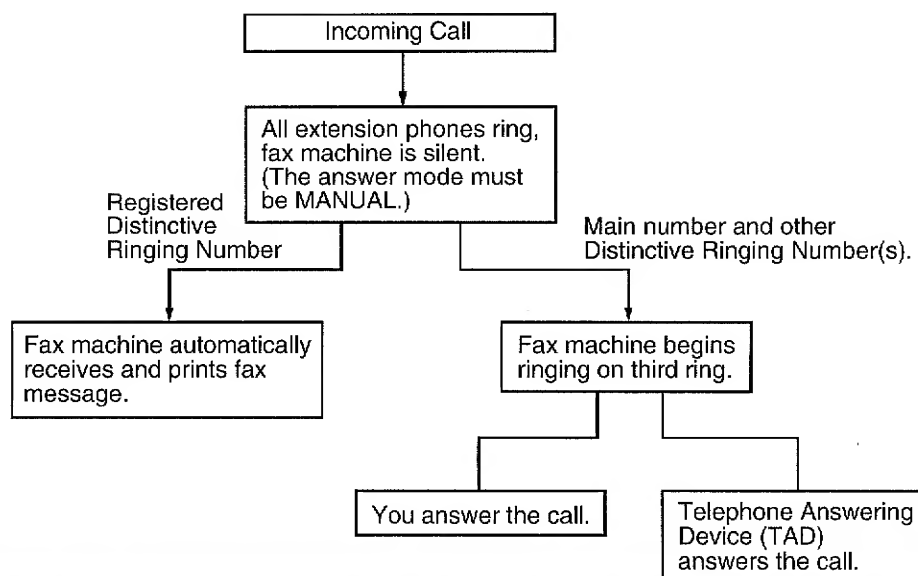 Incoming Call
All extension phones ring,
fax machine is silent.
(The answer mode must
be MANUAL.)
Registered
Distinctive
Ringing Number
Main number and other
Distinctive Ringing Number(s).
Fax machine automatically
receives and prints fax
message.
Fax machine begins
ringing on third ring.
You answer the call.
Telephone Answering
Device (TAD)
answers the call.